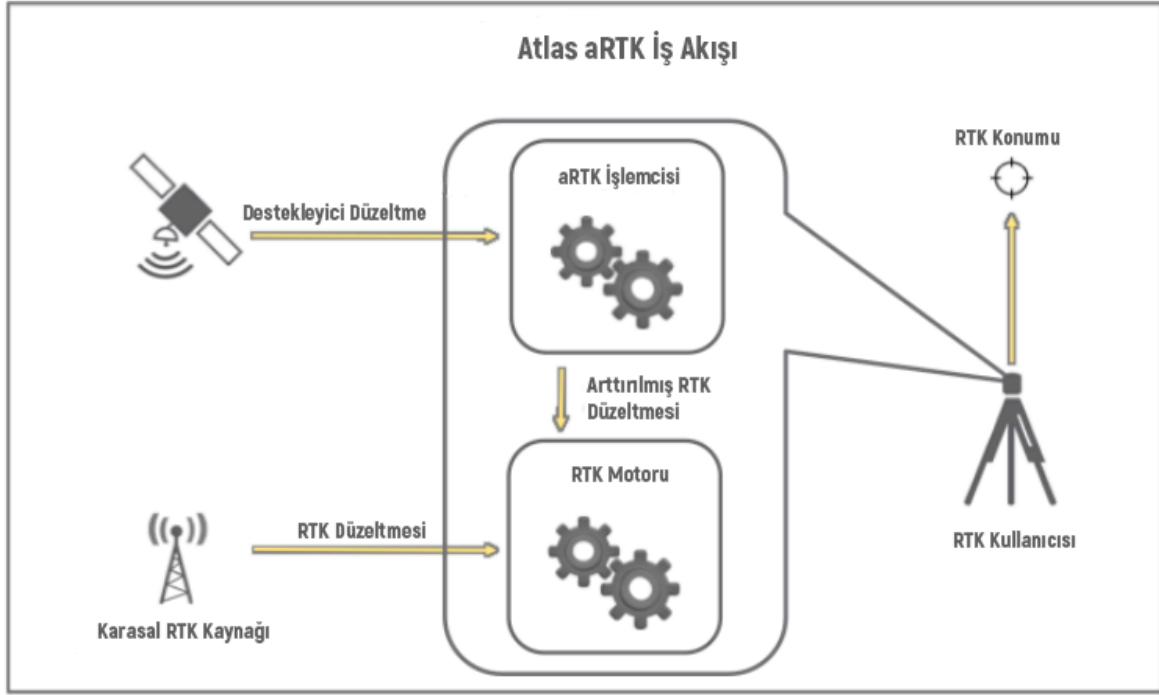 Atlas aRTK İş Akışı
RTK Konumu
aRTK İşlemcisi
Destekleyici Düzeltme
Arttırılmış RTK
Düzeltmesi
RTK Motoru
RTK Düzeltmesi
RTK Kullanıcısı
Karasal RTK Kaynağı